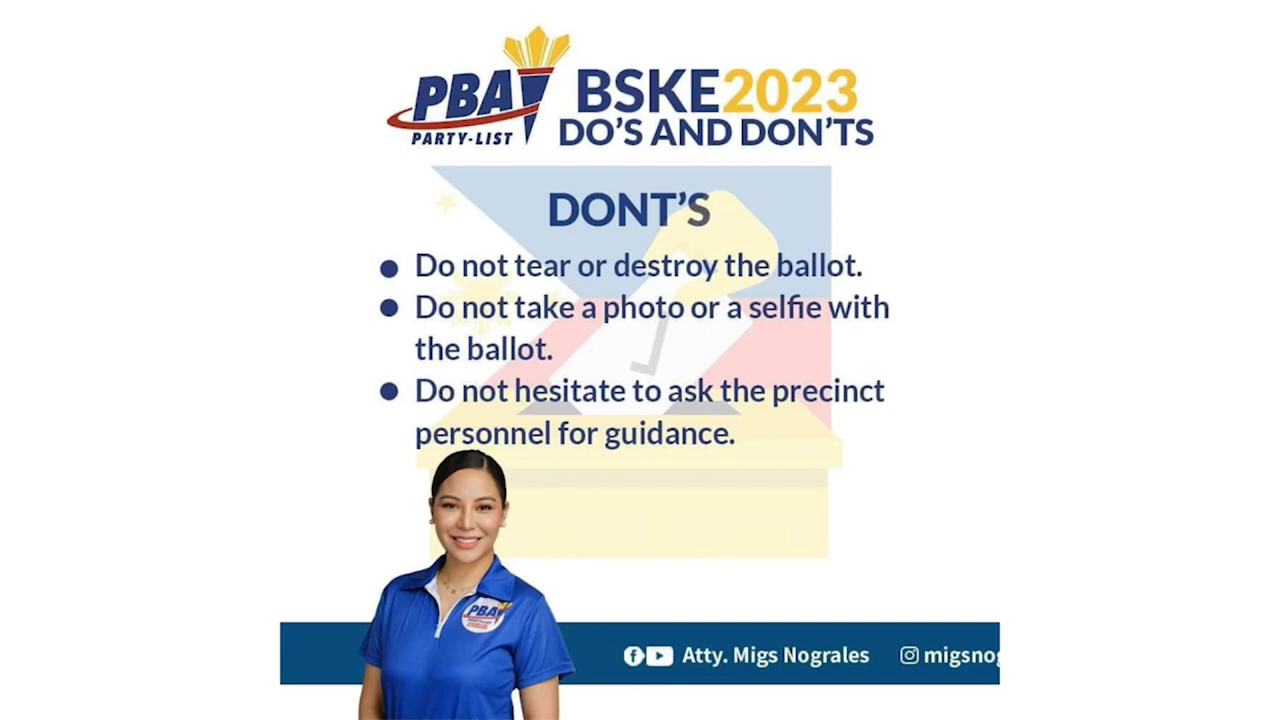 PBA
PARTY-LIST
BSKE2023
DO'S AND DON'TS
DONT'S
Do not tear or destroy the ballot.
Do not take a photo or a selfie with
the ballot.
Do not hesitate to ask the precinct
personnel for guidance.
PBA
Atty. Migs Nograles
migsnog